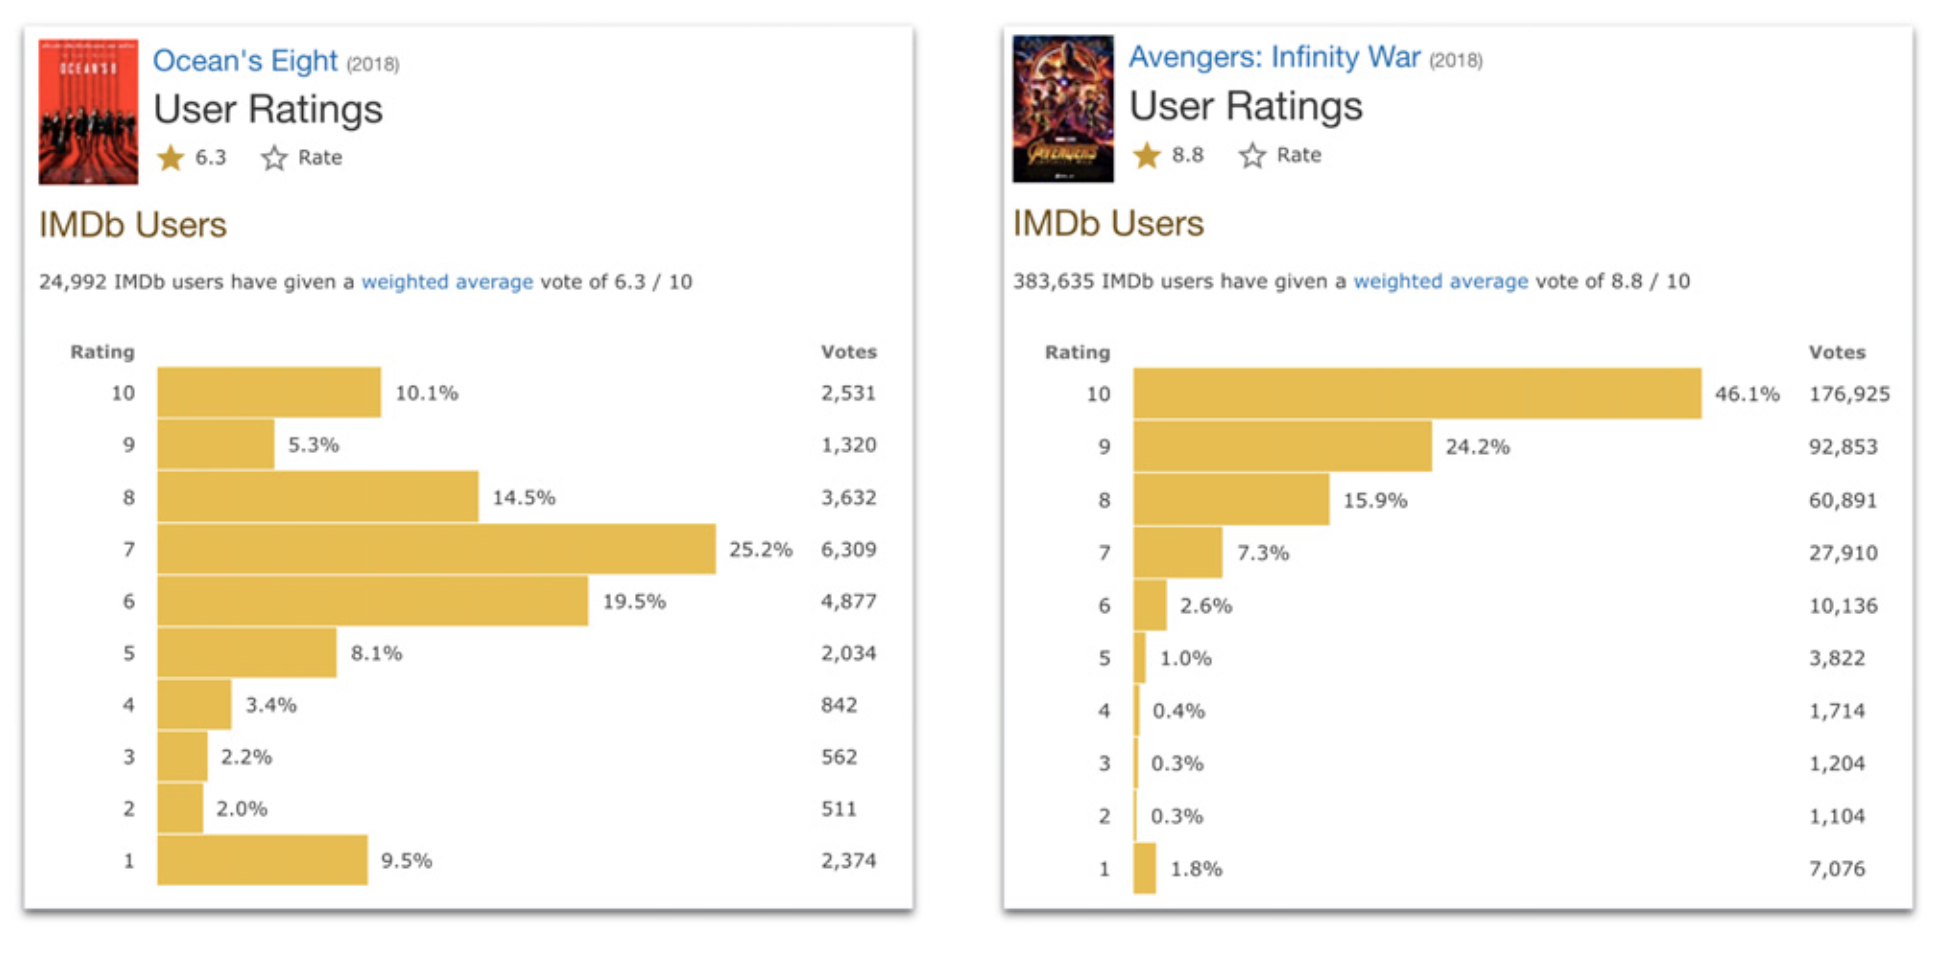 OCEAN'S 8
Ocean's Eight (2018)
User Ratings
6.3 Rate
IMDb Users
24,992 IMDb users have given a weighted average vote of 6.3 / 10
Rating Votes
10 10.1% 2,531
9 5.3% 1,320
8 14.5% 3,632
7 25.2% 6,309
6 19.5% 4,877
5 8.1% 2,034
4 3.4% 842
3 2.2% 562
2 2.0% 511
1 9.5% 2,374
AVENGERS
Avengers: Infinity War (2018)
User Ratings
8.8 Rate
IMDb Users
383,635 IMDb users have given a weighted average vote of 8.8 / 10
Rating Votes
10 46.1% 176,925
9 24.2% 92,853
8 15.9% 60,891
7 7.3% 27,910
6 2.6% 10,136
5 1.0% 3,822
4 0.4% 1,714
3 0.3% 1,204
2 0.3% 1,104
1 1.8% 7,076